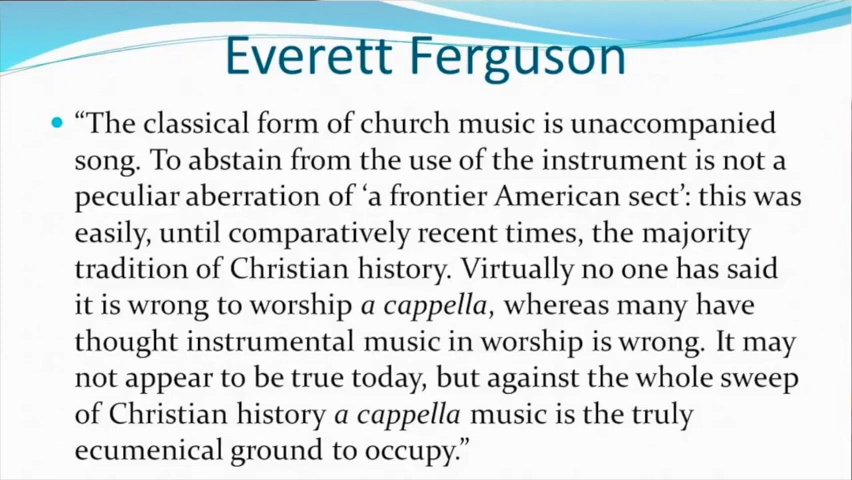 Everett Ferguson
• “The classical form of church music is unaccompanied
song. To abstain from the use of the instrument is not a
peculiar aberration of ‘a frontier American sect’: this was
easily, until comparatively recent times, the majority
tradition of Christian history. Virtually no one has said
it is wrong to worship a cappella, whereas many have
thought instrumental music in worship is wrong. It may
not appear to be true today, but against the whole sweep
of Christian history a cappella music is the truly
ecumenical ground to occupy.”